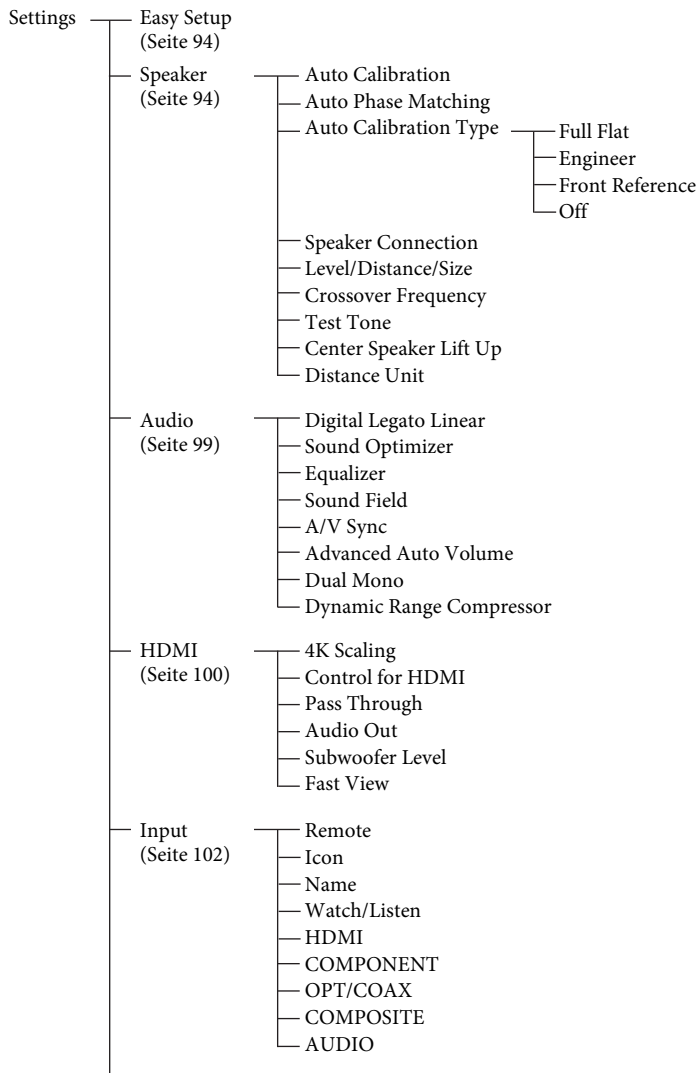 Settings
Easy Setup
(Seite 94)
Speaker
(Seite 94)
Auto Calibration
Auto Phase Matching
Auto Calibration Type
Full Flat
Engineer
Front Reference
Off
Speaker Connection
Level/Distance/Size
Crossover Frequency
Test Tone
Center Speaker Lift Up
Distance Unit
Audio
(Seite 99)
Digital Legato Linear
Sound Optimizer
Equalizer
Sound Field
A/V Sync
Advanced Auto Volume
Dual Mono
Dynamic Range Compressor
HDMI
(Seite 100)
4K Scaling
Control for HDMI
Pass Through
Audio Out
Subwoofer Level
Fast View
Input
(Seite 102)
Remote
Icon
Name
Watch/Listen
HDMI
COMPONENT
OPT/COAX
COMPOSITE
AUDIO